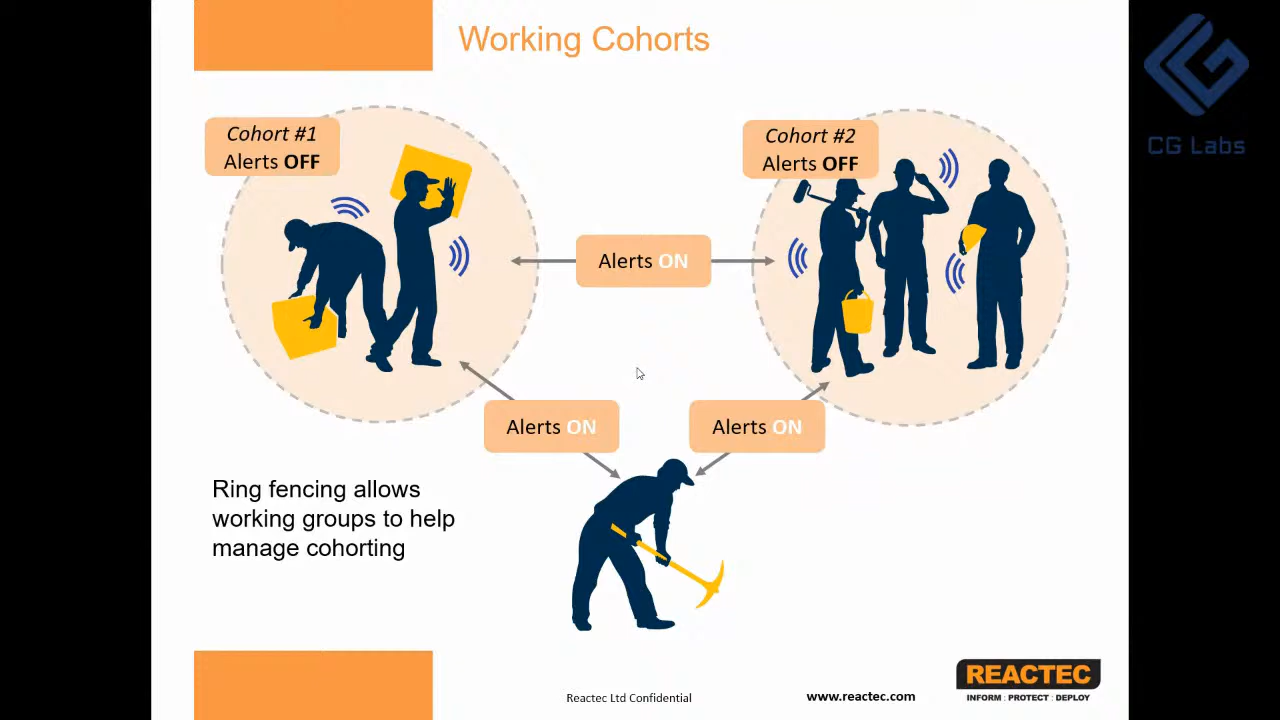 Working Cohorts
CG Labs
Cohort #1
Alerts OFF
Cohort #2
Alerts OFF
Alerts ON
Alerts ON
Alerts ON
Ring fencing allows
working groups to help
manage cohorting
Reactec Ltd Confidential
www.reactec.com
REACTEC
INFORM : PROTECT : DEPLOY